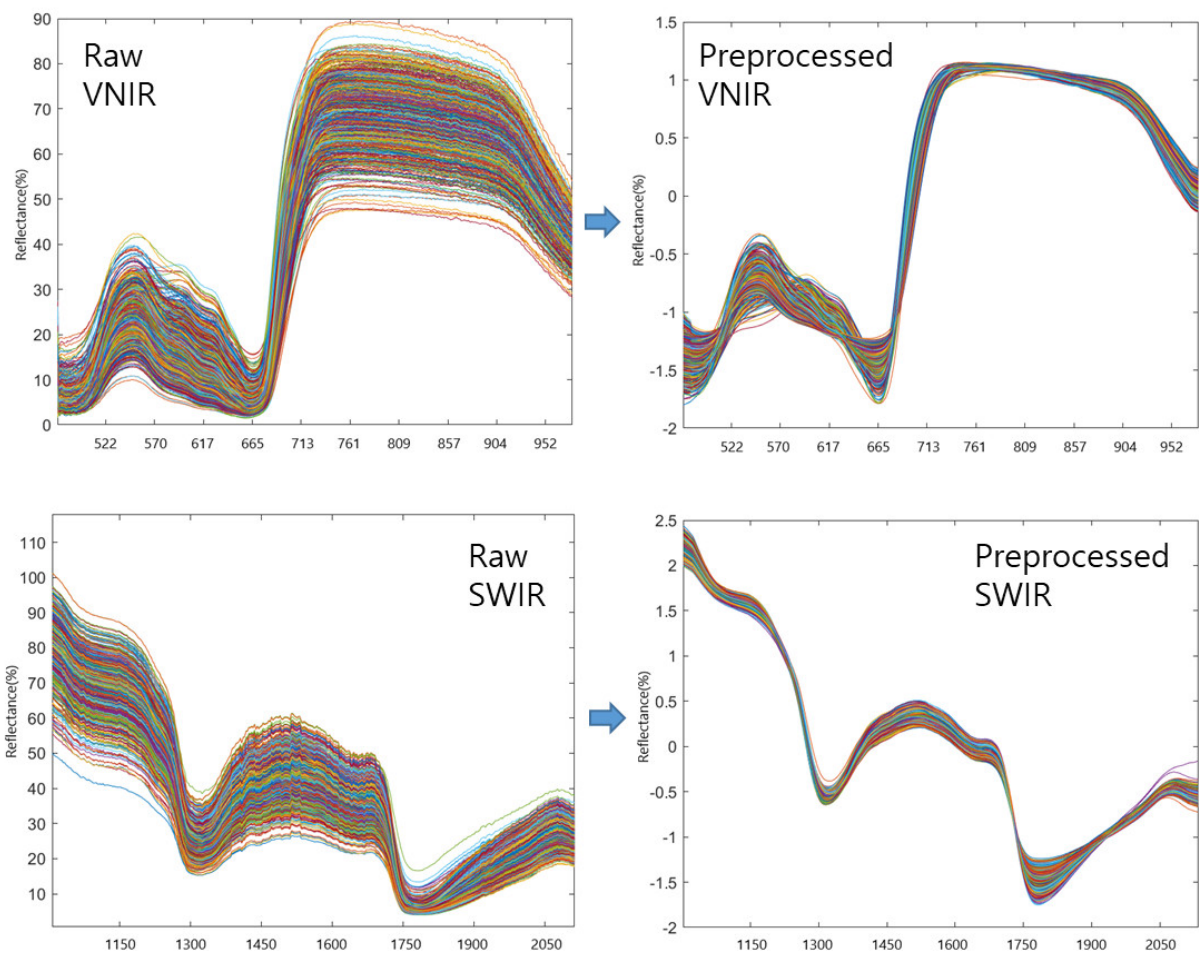 90
80
70
60
50
40
30
20
10
0
Reflectance(%)
Raw
VNIR
522 570 617 665 713 761 809 857 904 952
1.5
1
0.5
0
-0.5
-1
-1.5
-2
Reflectance(%)
Preprocessed
VNIR
522 570 617 665 713 761 809 857 904 952
110
100
90
80
70
60
50
40
30
20
10
Reflectance(%)
Raw
SWIR
1150 1300 1450 1600 1750 1900 2050
2.5
2
1.5
1
0.5
0
-0.5
-1
-1.5
-2
Reflectance(%)
Preprocessed
SWIR
1150 1300 1450 1600 1750 1900 2050